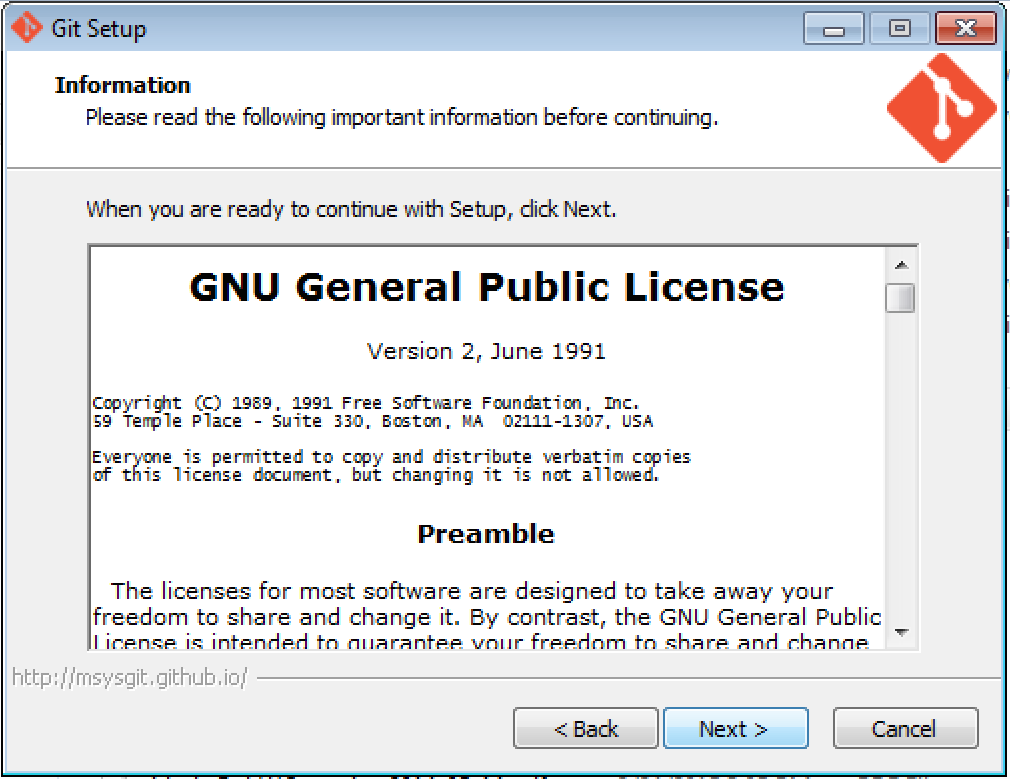 Git Setup
Information
Please read the following important information before continuing.
When you are ready to continue with Setup, click Next.
GNU General Public License
Version 2, June 1991
Copyright (C) 1989, 1991 Free Software Foundation, Inc.
59 Temple Place - Suite 330, Boston, MA  02111-1307, USA
Everyone is permitted to copy and distribute verbatim copies
of this license document, but changing it is not allowed.
Preamble
The licenses for most software are designed to take away your
freedom to share and change it. By contrast, the GNU General Public
License is intended to guarantee your freedom to share and change
http://msysgit.github.io/
< Back
Next >
Cancel